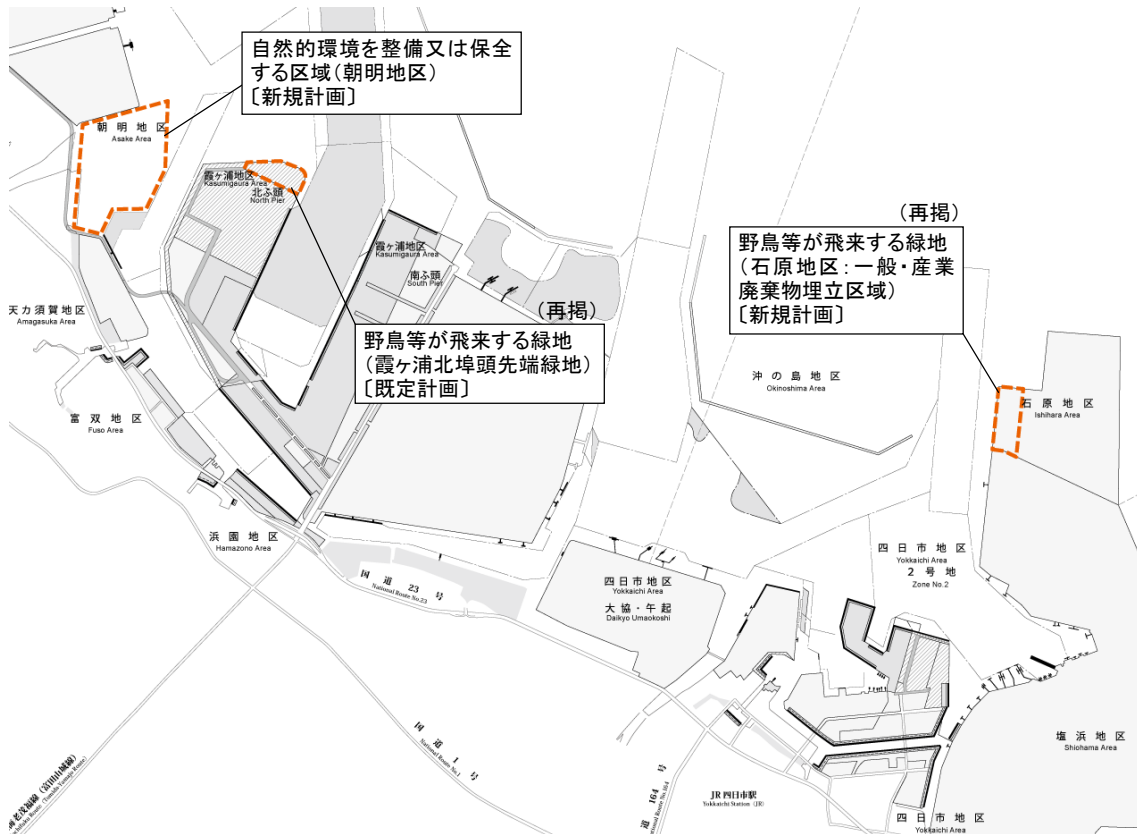 自然的環境を整備又は保全
する区域(朝明地区)
〔新規計画〕
朝明地区
Asake Area
霞ヶ浦地区
Kasumigaura Area
北ふ頭
North Pier
霞ヶ浦地区
Kasumigaura Area
南ふ頭
South Pier
(再掲)
野鳥等が飛来する緑地
(石原地区:一般・産業
廃棄物埋立区域)
〔新規計画〕
天カ須賀地区
Amagasuka Area
(再掲)
野鳥等が飛来する緑地
(霞ヶ浦北埠頭先端緑地)
〔既定計画〕
沖の島地区
Okinoshima Area
石原地区
Ishihara Area
富双地区
Fuso Area
浜園地区
Hamazono Area
国道23号
National Route No.23
四日市地区
Yokkaichi Area
大協・午起
Daikyo Umaokoshi
四日市地区
Yokkaichi Area
2号地
Zone No.2
国道1号
National Route No.1
塩浜地区
Shiohama Area
道164号
National Route No.164
JR四日市駅
Yokkaichi Station (JR)
四日市地区
Yokkaichi Area